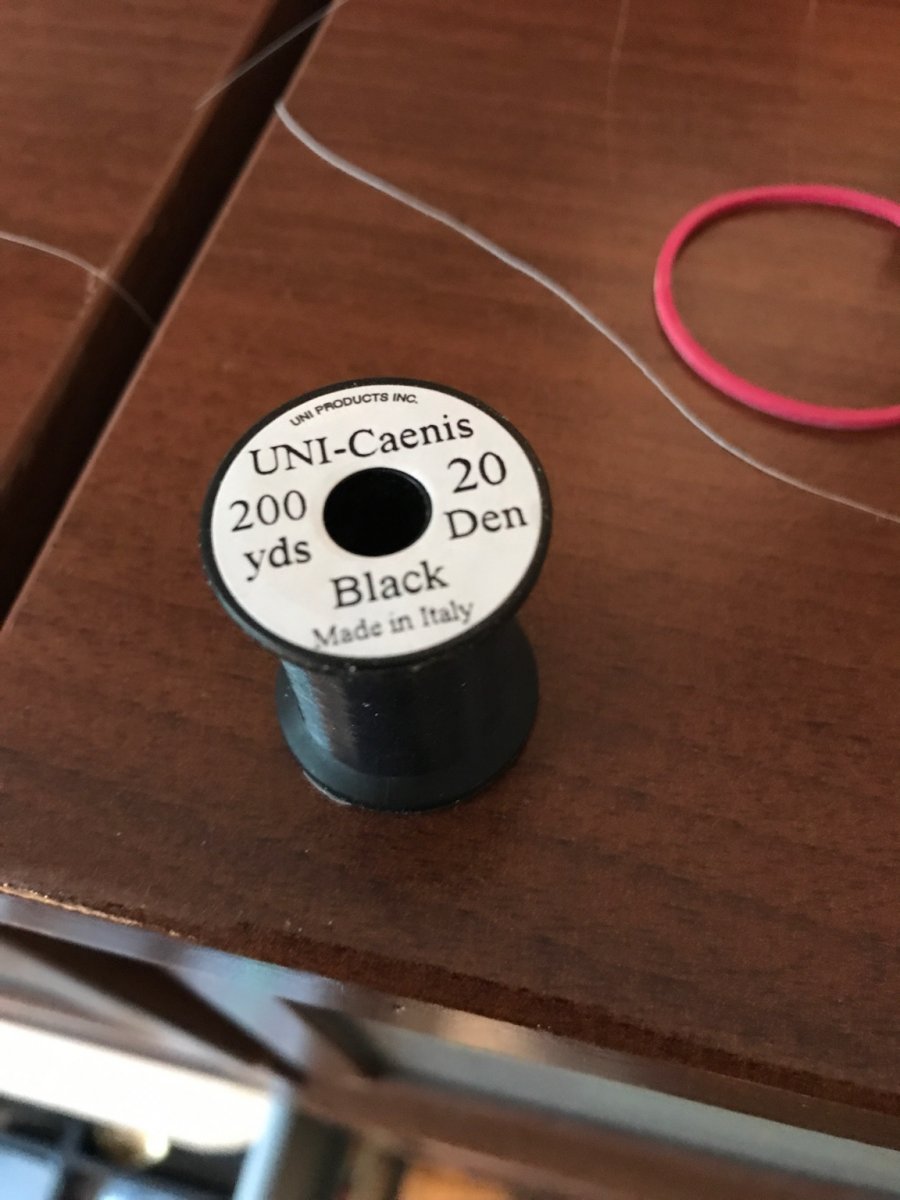 UNI PRODUCTS INC.
UNI-Caenis
200 yds
20 Den
Black
Made in Italy